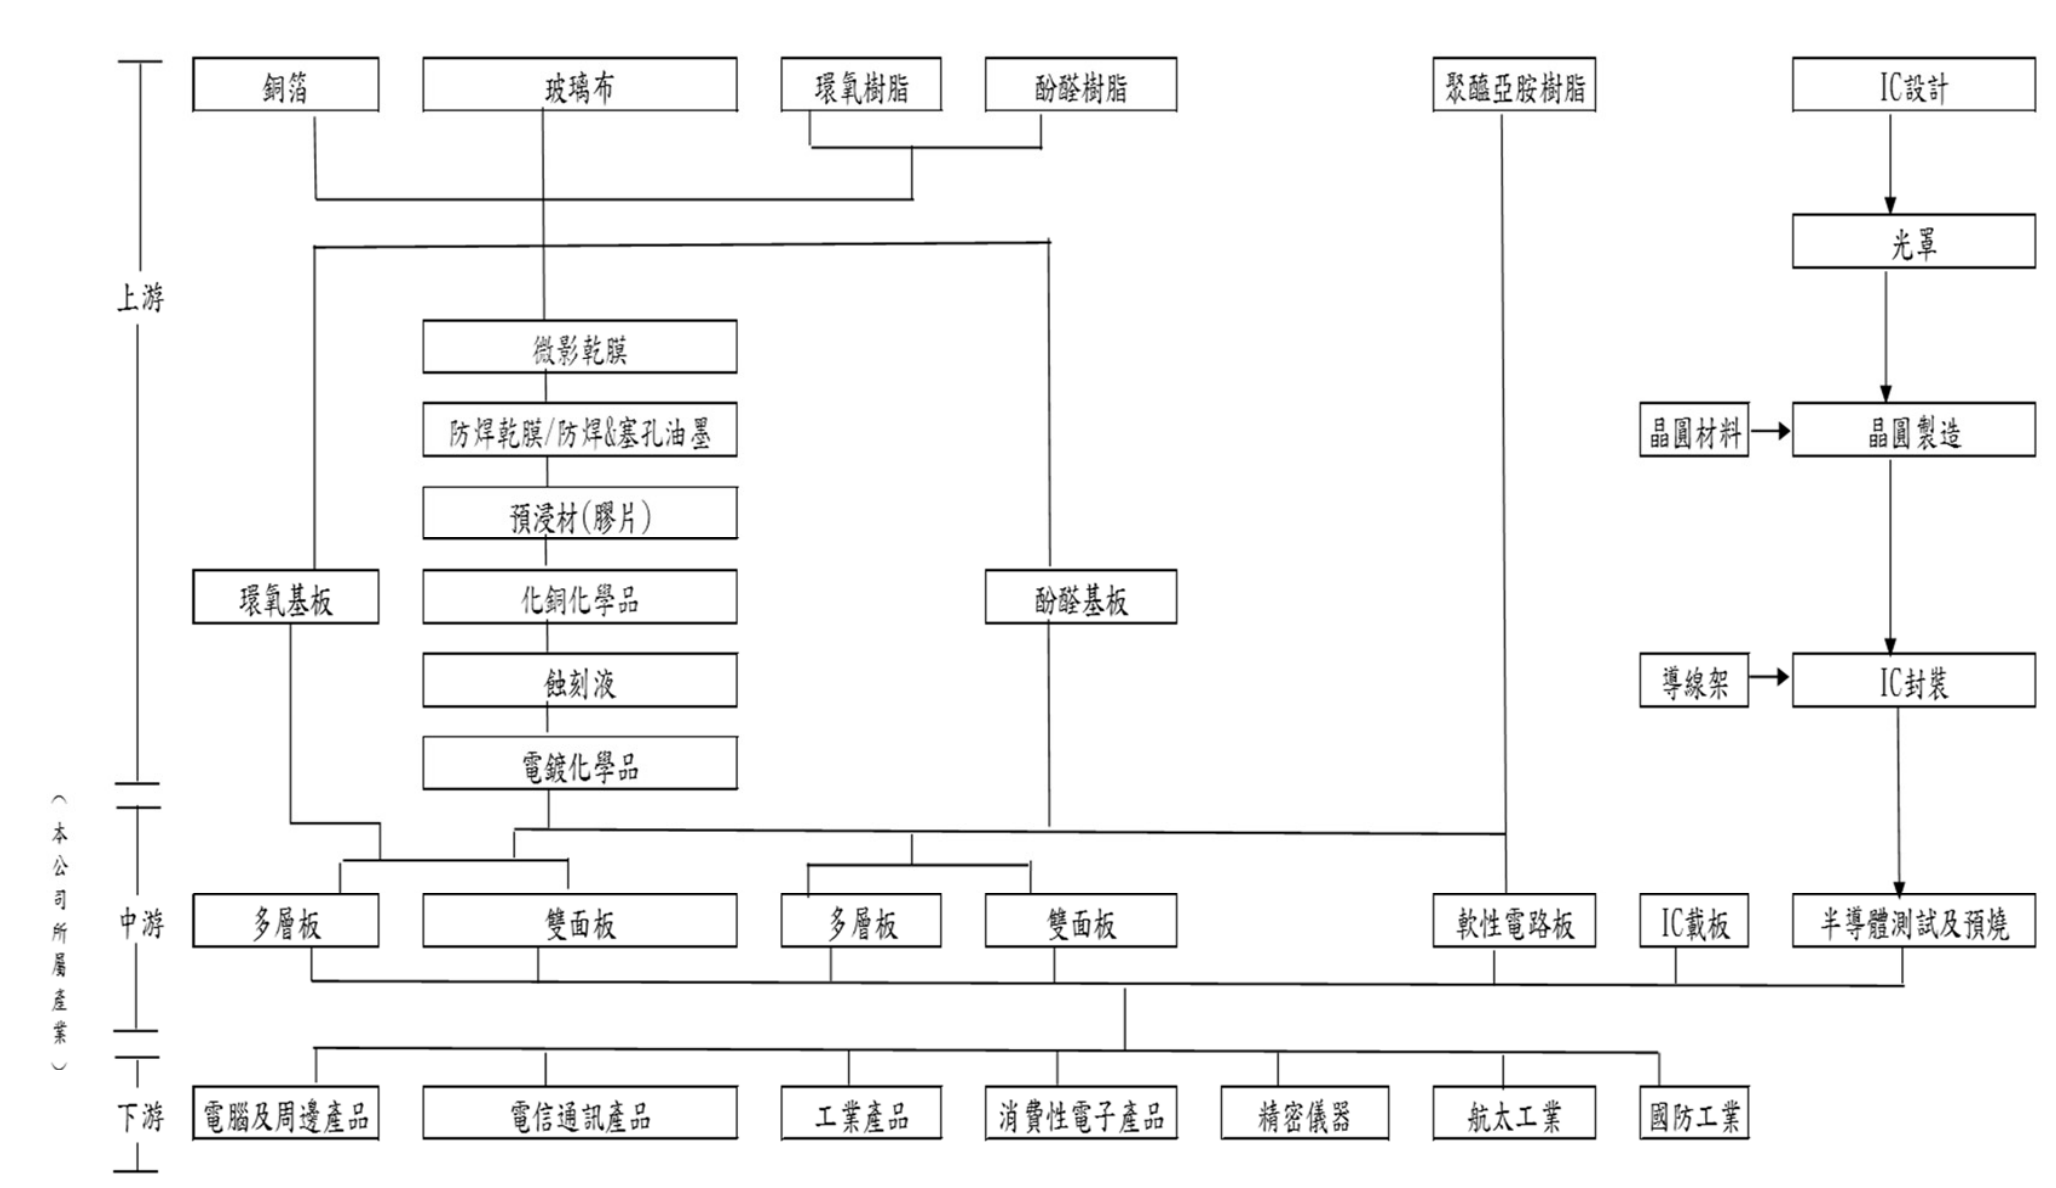 銅箔
玻璃布
環氧樹脂
酚醛樹脂
聚醯亞胺樹脂
IC設計
光罩
上游
微影乾膜
防焊乾膜/防焊&塞孔油墨
晶圓材料
晶圓製造
預浸材(膠片)
環氧基板
化銅化學品
酚醛基板
蝕刻液
導線架
IC封裝
電鍍化學品
(本公司所屬產業)
中游
多層板
雙面板
多層板
雙面板
軟性電路板
IC載板
半導體測試及預燒
下游
電腦及周邊產品
電信通訊產品
工業產品
消費性電子產品
精密儀器
航太工業
國防工業